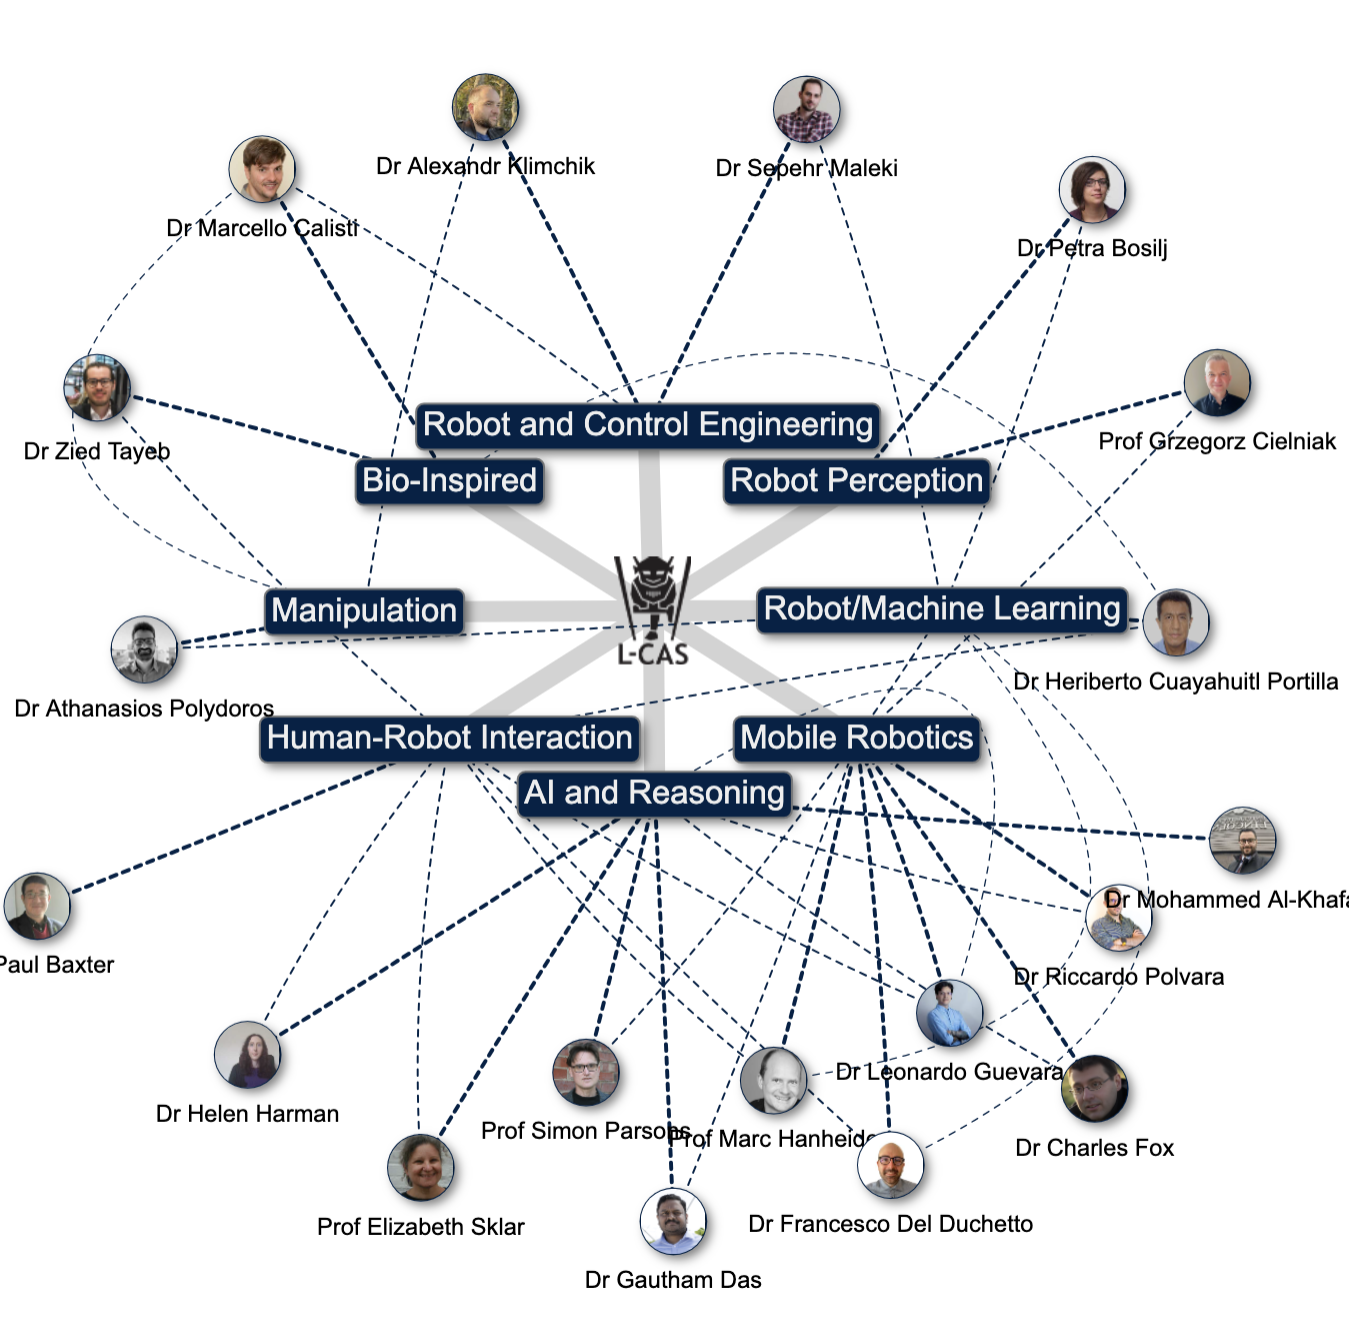 Dr Alexandr Klimchik
Dr Sepehr Maleki
Dr Marcello Calisti
Dr Petra Bosilj
Robot and Control Engineering
Prof Grzegorz Cielniak
Dr Zied Tayeb
Bio-Inspired
Robot Perception
Manipulation
Robot/Machine Learning
L-CAS
Dr Heriberto Cuayahuitl Portilla
Dr Athanasios Polydoros
Human-Robot Interaction
Mobile Robotics
AI and Reasoning
Dr Mohammed Al-Khafa
Paul Baxter
Dr Riccardo Polvara
Dr Leonardo Guevara
Dr Helen Harman
Prof Simon Parsons
Prof Marc Hanheide
Dr Charles Fox
Prof Elizabeth Sklar
Dr Francesco Del Duchetto
Dr Gautham Das